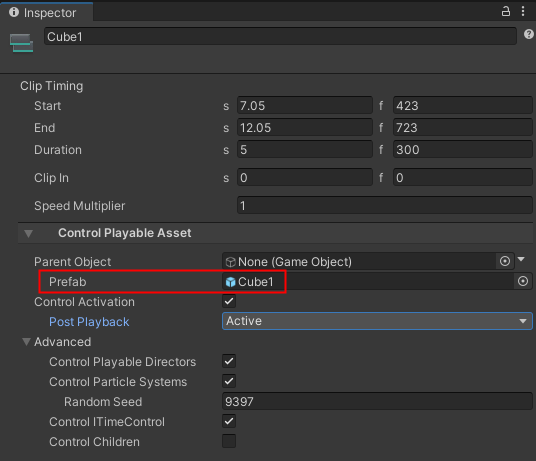 Inspector
Cube1
Clip Timing
Start s 7.05 f 423
End s 12.05 f 723
Duration s 5 f 300
Clip In s 0 f 0
Speed Multiplier 1
Control Playable Asset
Parent Object None (Game Object)
Prefab Cube1
Control Activation
Post Playback Active
Advanced
Control Playable Directors
Control Particle Systems
Random Seed 9397
Control ITimeControl
Control Children